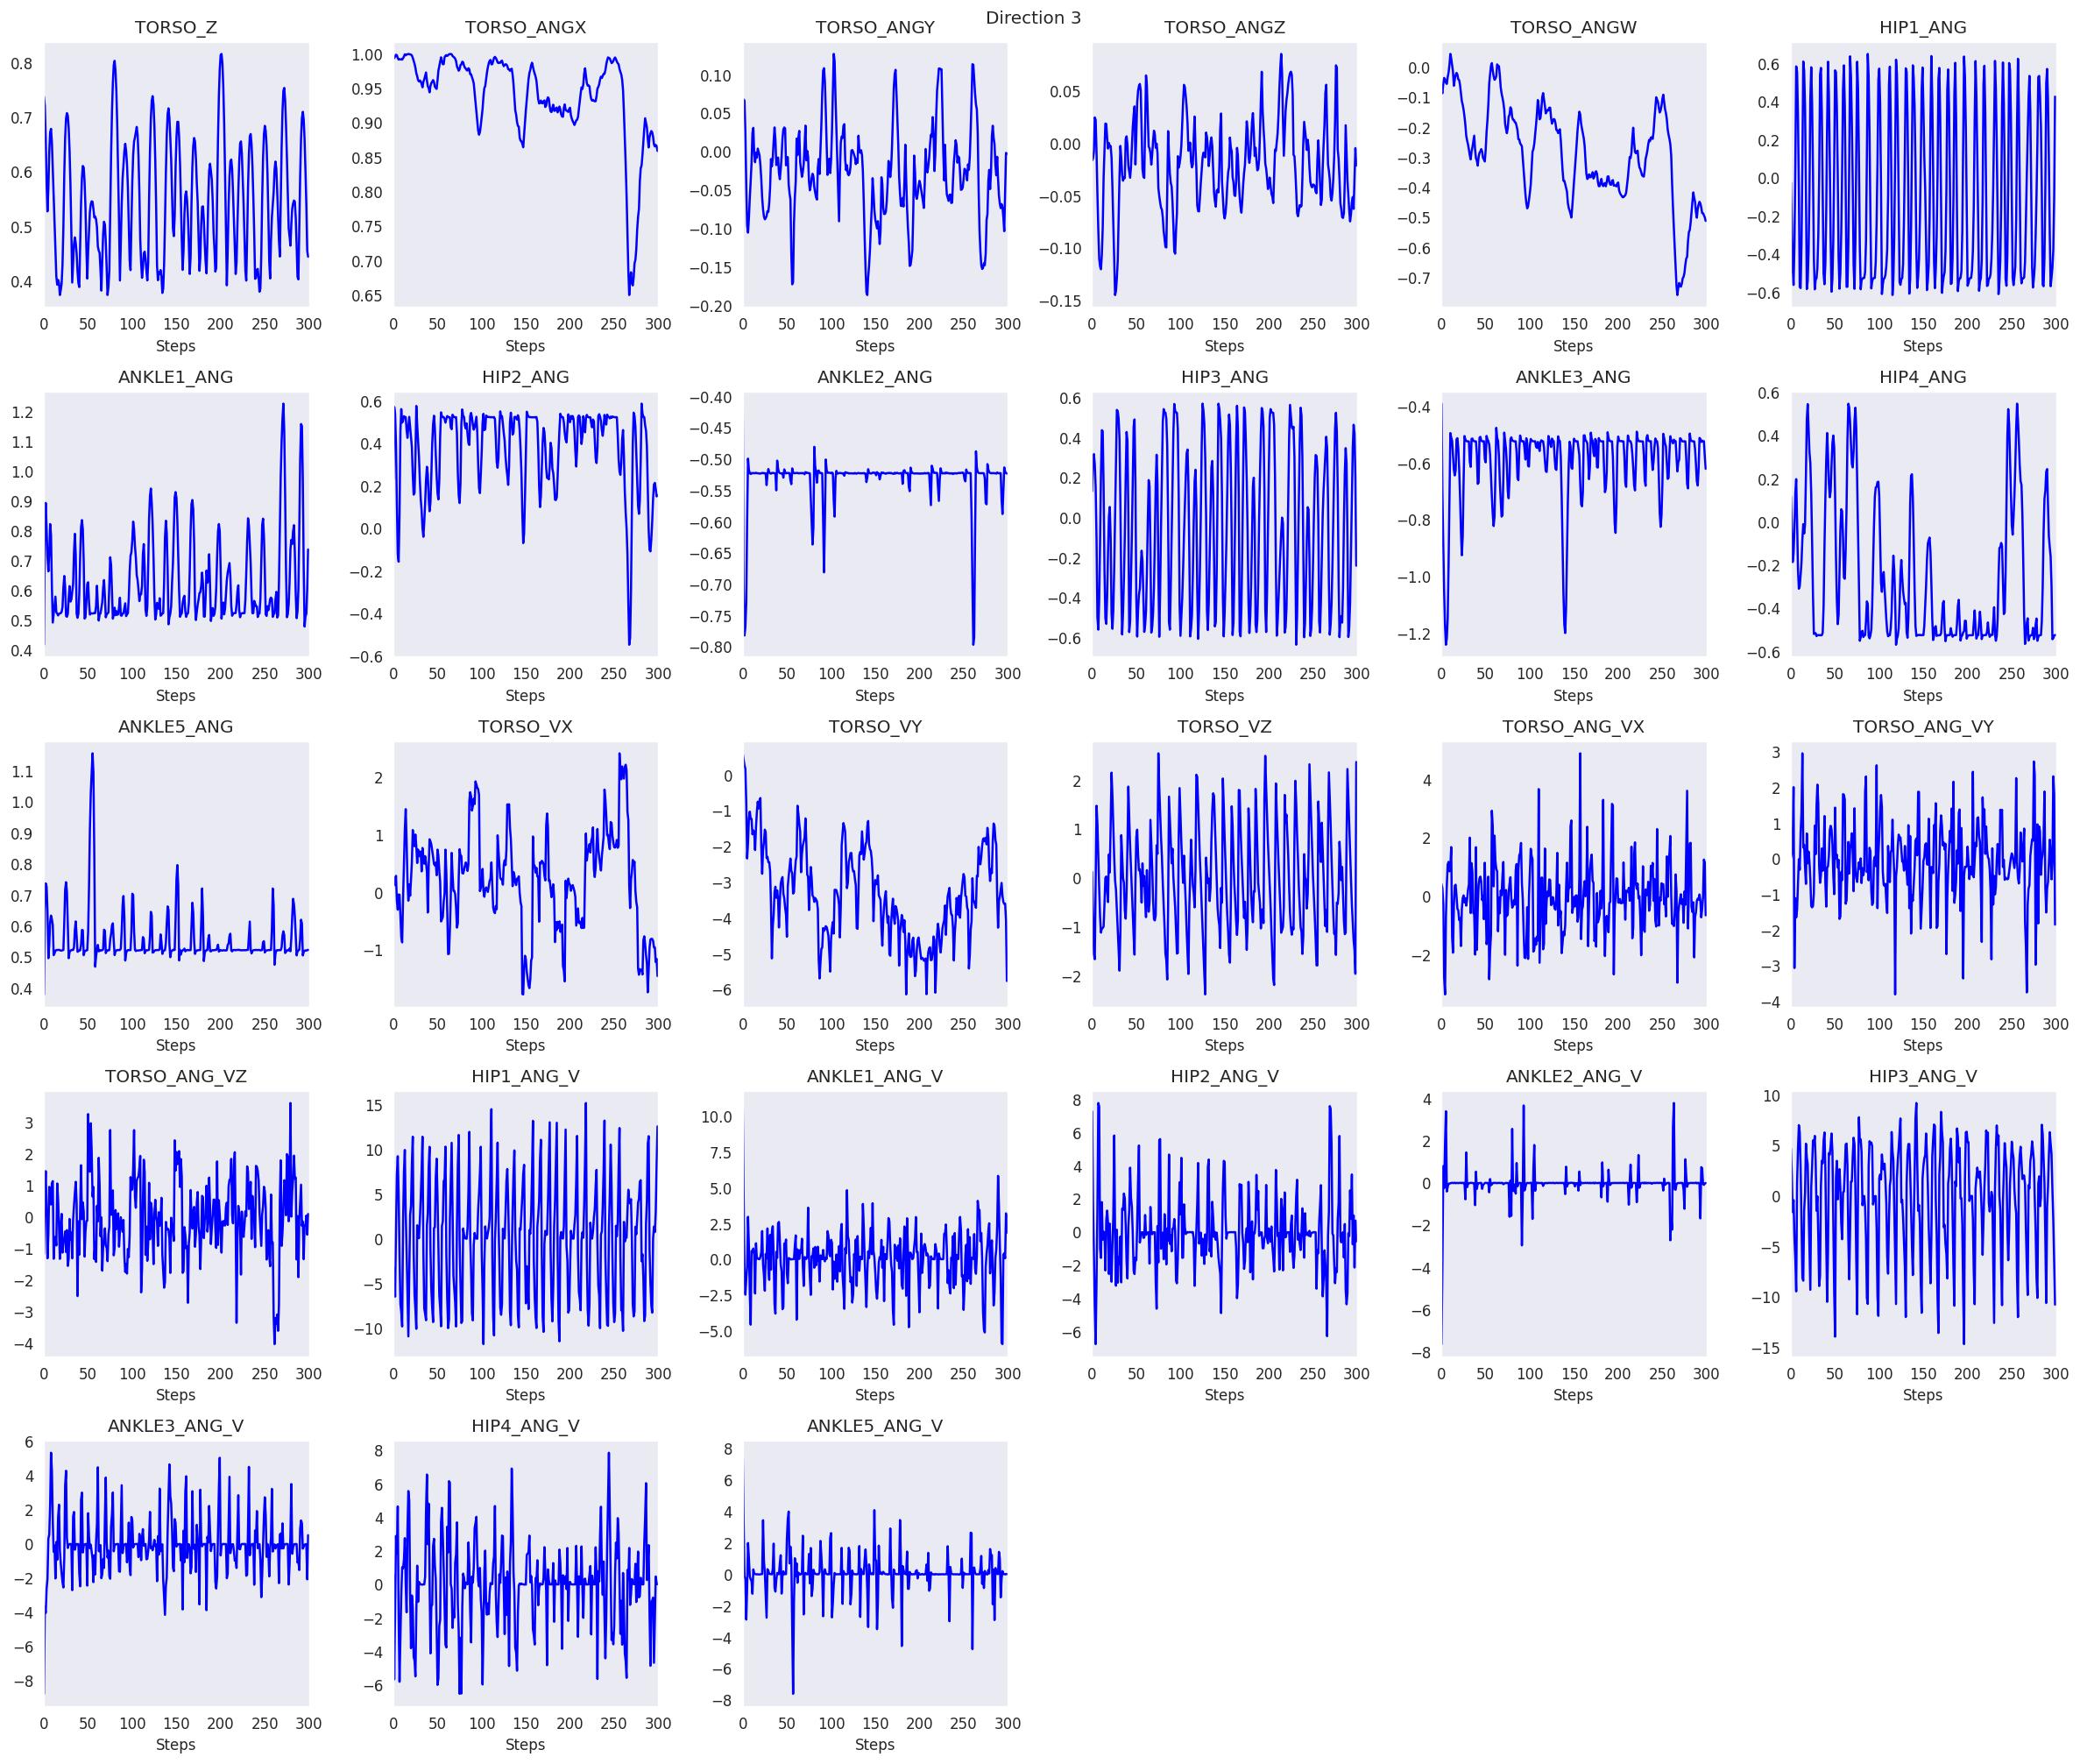 Direction 3
TORSO_Z TORSO_ANGX TORSO_ANGY TORSO_ANGZ TORSO_ANGW HIP1_ANG
0.8 0.7 0.6 0.5 0.4
1.00 0.95 0.90 0.85 0.80 0.75 0.70 0.65
0.10 0.05 0.00 −0.05 −0.10 −0.15 −0.20
0.05 0.00 −0.05 −0.10 −0.15
0.0 −0.1 −0.2 −0.3 −0.4 −0.5 −0.6 −0.7
0.6 0.4 0.2 0.0 −0.2 −0.4 −0.6
0 50 100 150 200 250 300 0 50 100 150 200 250 300 0 50 100 150 200 250 300 0 50 100 150 200 250 300 0 50 100 150 200 250 300 0 50 100 150 200 250 300
Steps Steps Steps Steps Steps Steps
ANKLE1_ANG HIP2_ANG ANKLE2_ANG HIP3_ANG ANKLE3_ANG HIP4_ANG
1.2 1.1 1.0 0.9 0.8 0.7 0.6 0.5 0.4
0.6 0.4 0.2 0.0 −0.2 −0.4 −0.6
−0.40 −0.45 −0.50 −0.55 −0.60 −0.65 −0.70 −0.75 −0.80
0.6 0.4 0.2 0.0 −0.2 −0.4 −0.6
−0.4 −0.6 −0.8 −1.0 −1.2
0.6 0.4 0.2 0.0 −0.2 −0.4 −0.6
0 50 100 150 200 250 300 0 50 100 150 200 250 300 0 50 100 150 200 250 300 0 50 100 150 200 250 300 0 50 100 150 200 250 300 0 50 100 150 200 250 300
Steps Steps Steps Steps Steps Steps
ANKLE5_ANG TORSO_VX TORSO_VY TORSO_VZ TORSO_ANG_VX TORSO_ANG_VY
1.1 1.0 0.9 0.8 0.7 0.6 0.5 0.4
2 1 0 −1
0 −1 −2 −3 −4 −5 −6
2 1 0 −1 −2
4 2 0 −2
3 2 1 0 −1 −2 −3 −4
0 50 100 150 200 250 300 0 50 100 150 200 250 300 0 50 100 150 200 250 300 0 50 100 150 200 250 300 0 50 100 150 200 250 300 0 50 100 150 200 250 300
Steps Steps Steps Steps Steps Steps
TORSO_ANG_VZ HIP1_ANG_V ANKLE1_ANG_V HIP2_ANG_V ANKLE2_ANG_V HIP3_ANG_V
3 2 1 0 −1 −2 −3 −4
15 10 5 0 −5 −10
10.0 7.5 5.0 2.5 0.0 −2.5 −5.0
8 6 4 2 0 −2 −4 −6
4 2 0 −2 −4 −6 −8
10 5 0 −5 −10 −15
0 50 100 150 200 250 300 0 50 100 150 200 250 300 0 50 100 150 200 250 300 0 50 100 150 200 250 300 0 50 100 150 200 250 300 0 50 100 150 200 250 300
Steps Steps Steps Steps Steps Steps
ANKLE3_ANG_V HIP4_ANG_V ANKLE5_ANG_V
6 4 2 0 −2 −4 −6 −8
8 6 4 2 0 −2 −4 −6
8 6 4 2 0 −2 −4 −6 −8
0 50 100 150 200 250 300 0 50 100 150 200 250 300 0 50 100 150 200 250 300
Steps Steps Steps